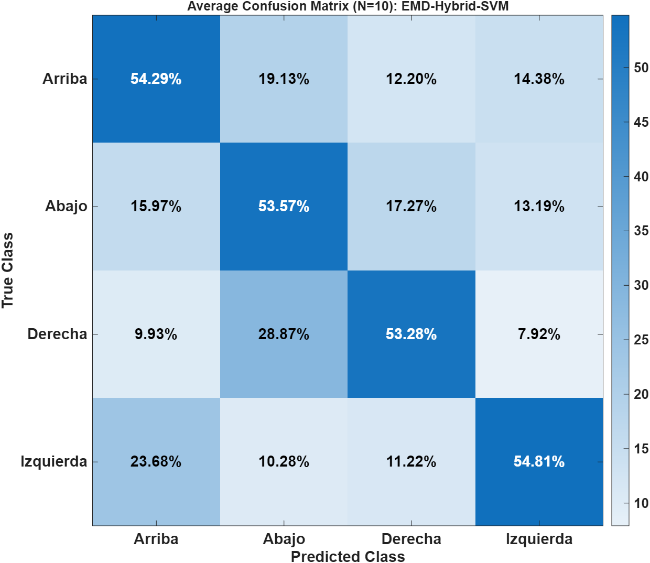 Average Confusion Matrix (N=10): EMD-Hybrid-SVM
Arriba 54.29% 19.13% 12.20% 14.38%
Abajo 15.97% 53.57% 17.27% 13.19%
Derecha 9.93% 28.87% 53.28% 7.92%
Izquierda 23.68% 10.28% 11.22% 54.81%
Arriba Abajo Derecha Izquierda
Predicted Class
True Class
50
45
40
35
30
25
20
15
10